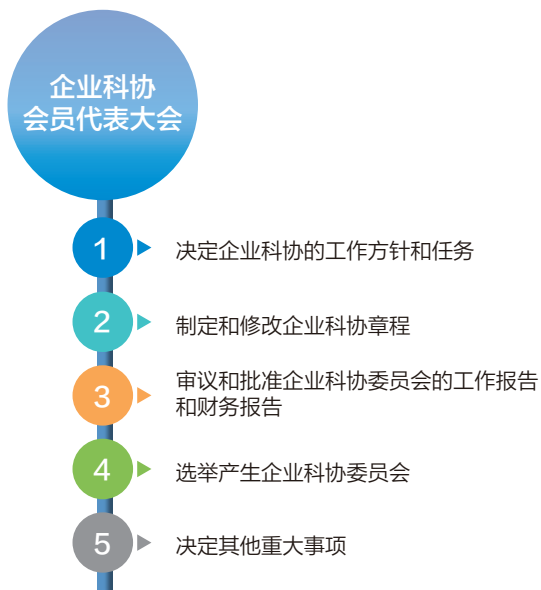 企业科协
会员代表大会
1
决定企业科协的工作方针和任务
2
制定和修改企业科协章程
3
审议和批准企业科协委员会的工作报告
和财务报告
4
选举产生企业科协委员会
5
决定其他重大事项